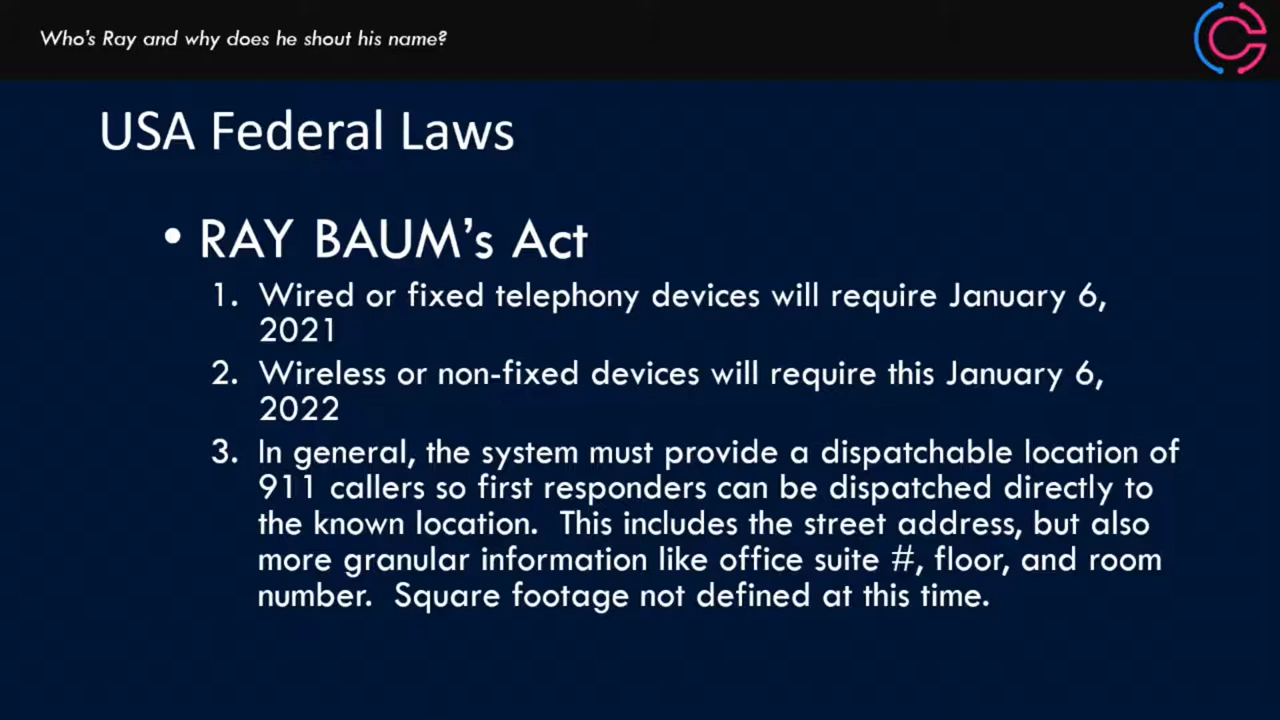 Who's Ray and why does he shout his name?
USA Federal Laws
• RAY BAUM's Act
1. Wired or fixed telephony devices will require January 6,
2021
2. Wireless or non-fixed devices will require this January 6,
2022
3. In general, the system must provide a dispatchable location of
911 callers so first responders can be dispatched directly to
the known location.  This includes the street address, but also
more granular information like office suite #, floor, and room
number.  Square footage not defined at this time.